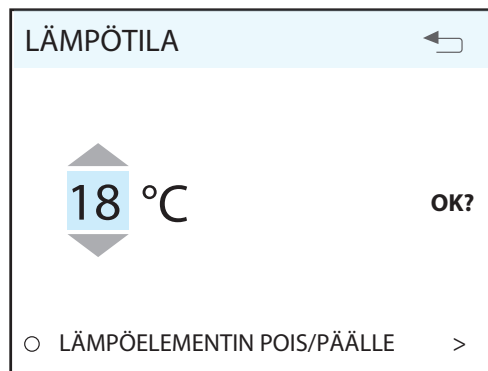 LÄMPÖTILA
18 °C
OK?
LÄMPÖELEMENTIN POIS/PÄÄLLE >